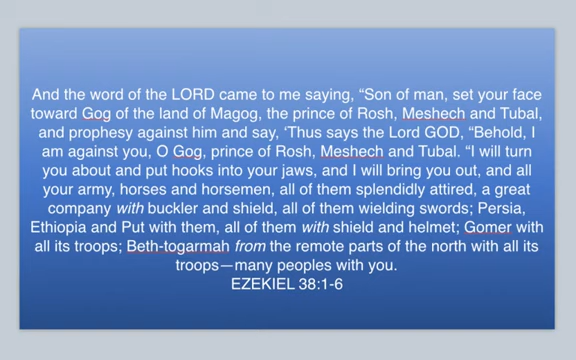 And the word of the LORD came to me saying, “Son of man, set your face
toward Gog of the land of Magog, the prince of Rosh, Meshech and Tubal,
and prophesy against him and say, ‘Thus says the Lord GOD, “Behold, I
am against you, O Gog, prince of Rosh, Meshech and Tubal. “I will turn
you about and put hooks into your jaws, and I will bring you out, and all
your army, horses and horsemen, all of them splendidly attired, a great
company with buckler and shield, all of them wielding swords; Persia,
Ethiopia and Put with them, all of them with shield and helmet; Gomer with
all its troops; Beth-togarmah from the remote parts of the north with all its
troops—many peoples with you.
EZEKIEL 38:1-6